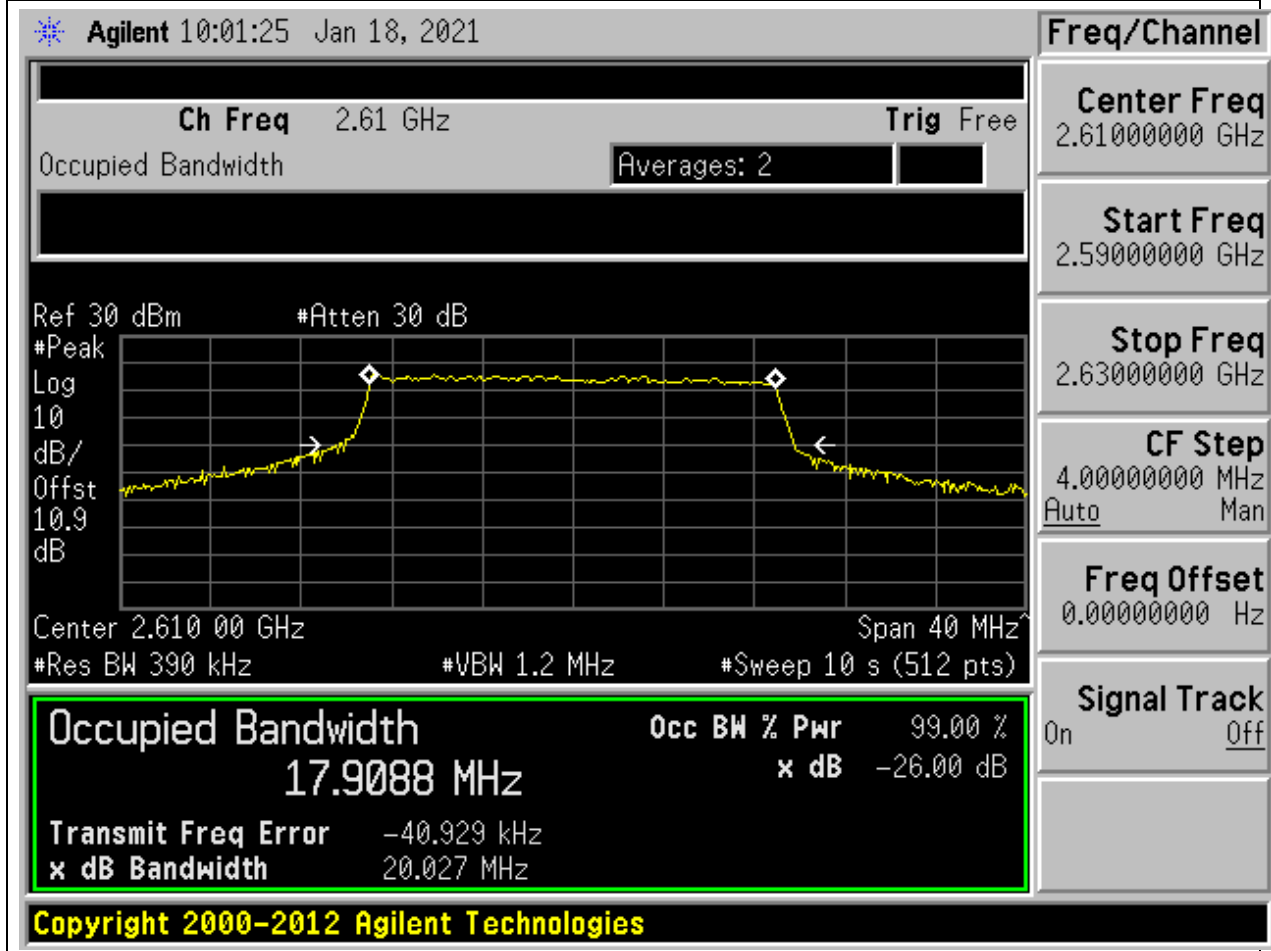 Agilent 10:01:25 Jan 18, 2021
Freq/Channel
Ch Freq 2.61 GHz Trig Free
Occupied Bandwidth Averages: 2
Center Freq
2.61000000 GHz
Start Freq
2.59000000 GHz
Stop Freq
2.63000000 GHz
CF Step
4.00000000 MHz
Auto Man
Freq Offset
0.00000000 Hz
Signal Track
On Off
Ref 30 dBm #Atten 30 dB
#Peak
Log
10
dB/
Offst
10.9
dB
Center 2.610 00 GHz Span 40 MHz^
#Res BW 390 kHz #VBW 1.2 MHz #Sweep 10 s (512 pts)
Occupied Bandwidth Occ BW % Pwr 99.00 %
17.9088 MHz x dB -26.00 dB
Transmit Freq Error -40.929 kHz
x dB Bandwidth 20.027 MHz
Copyright 2000-2012 Agilent Technologies